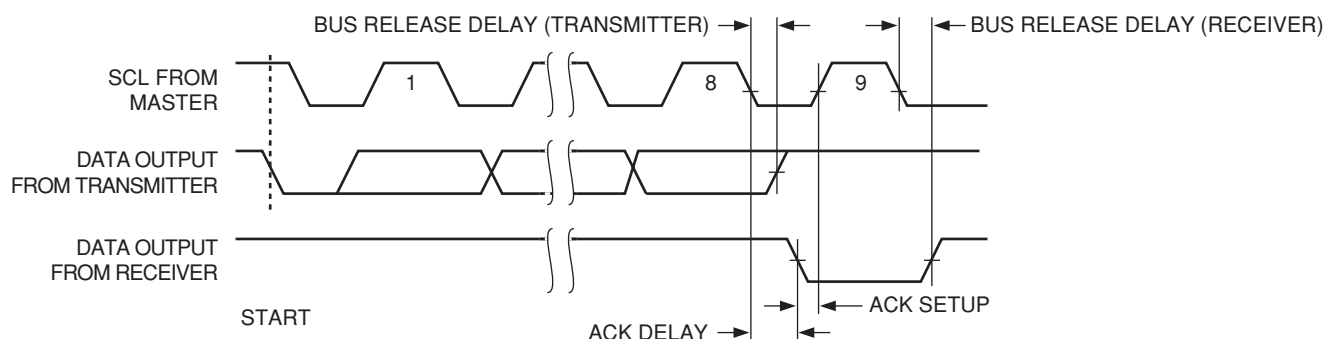 BUS RELEASE DELAY (TRANSMITTER)
BUS RELEASE DELAY (RECEIVER)
SCL FROM
MASTER
1
8
9
DATA OUTPUT
FROM TRANSMITTER
DATA OUTPUT
FROM RECEIVER
START
ACK SETUP
ACK DELAY